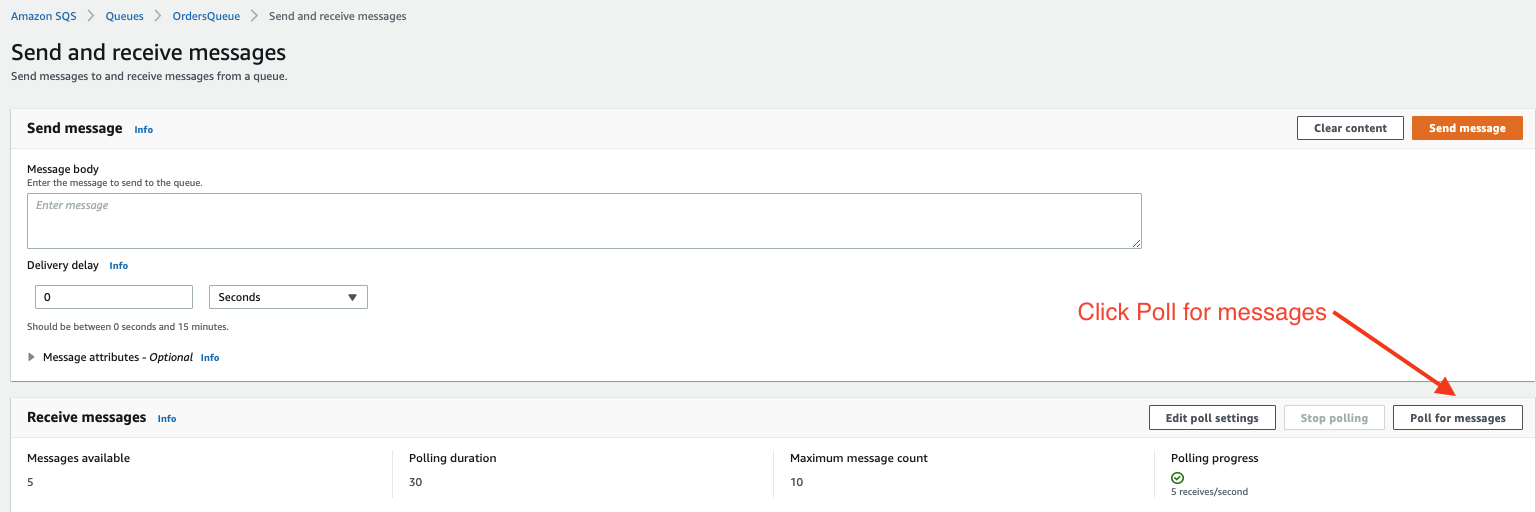 Amazon SQS > Queues > OrdersQueue > Send and receive messages
Send and receive messages
Send messages to and receive messages from a queue.
Send message Info Clear content Send message
Message body
Enter the message to send to the queue.
Enter message
Delivery delay Info
0 Seconds
Should be between 0 seconds and 15 minutes.
Click Poll for messages
Message attributes - Optional Info
Receive messages Info Edit poll settings Stop polling Poll for messages
Messages available Polling duration Maximum message count Polling progress
5 30 10
5 receives/second